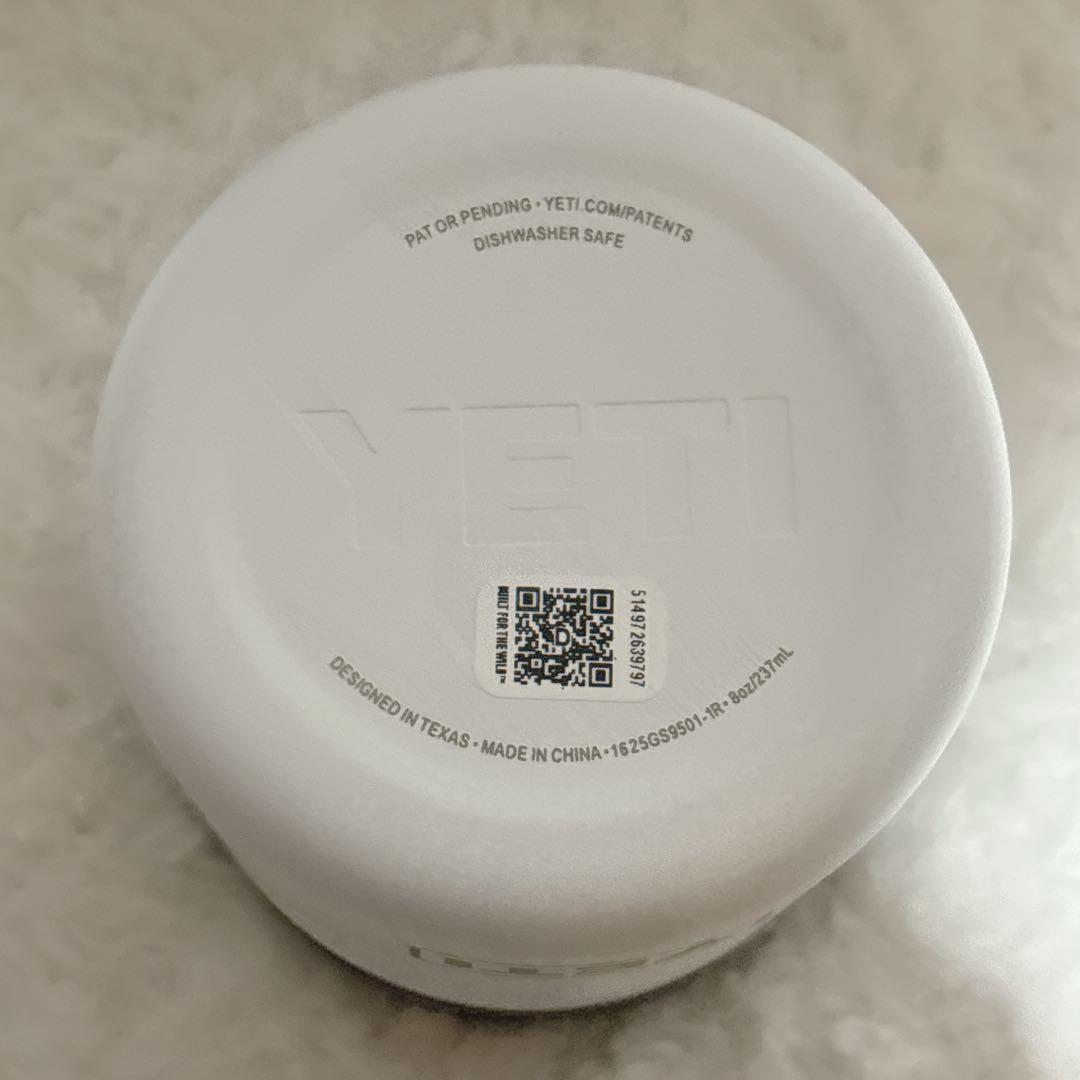 PAT OR PENDING • YETI.COM/PATENTS
DISHWASHER SAFE
YETI
BUILT FOR THE WILD™
D
51497269797
DESIGNED IN TEXAS • MADE IN CHINA • 1625GS9501-1R • 8oz/237mL